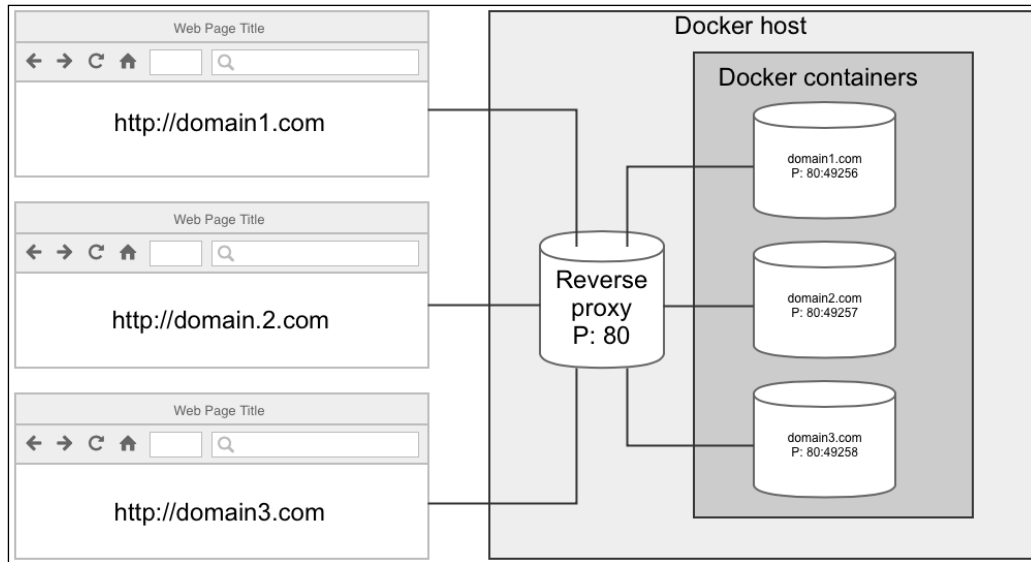 Web Page Title
http://domain1.com
Web Page Title
http://domain.2.com
Web Page Title
http://domain3.com
Docker host
Docker containers
Reverse
proxy
P: 80
domain1.com
P: 80:49256
domain2.com
P: 80:49257
domain3.com
P: 80:49258